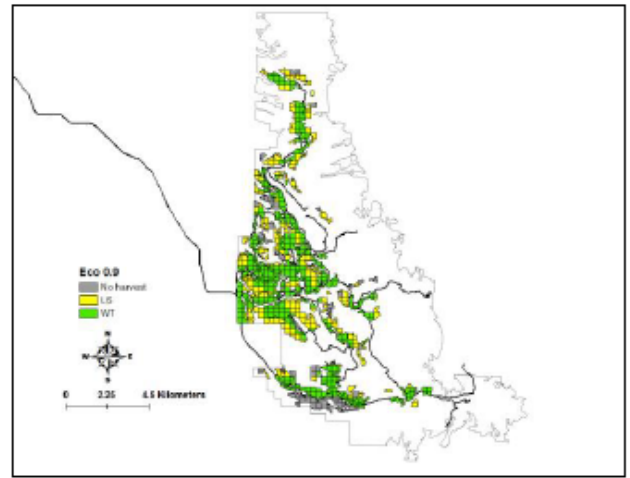 Eco 0.9
No harvest
LS
WT
N
W E
S
0 2.25 4.5 Kilometers